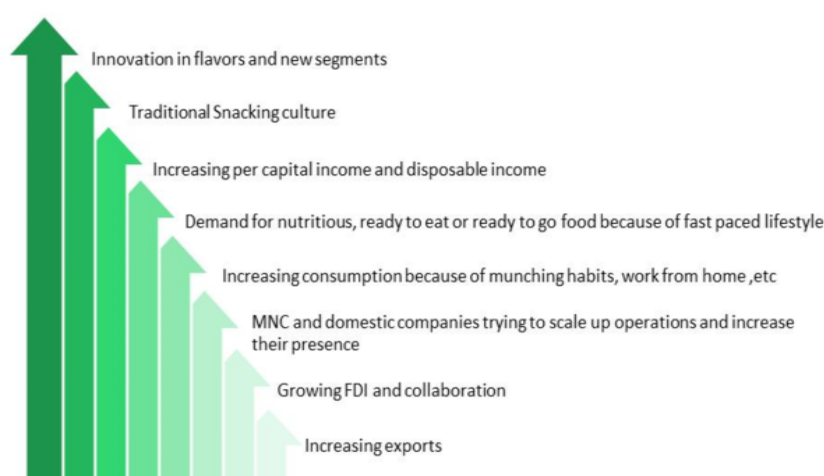 Innovation in flavors and new segments
Traditional Snacking culture
Increasing per capital income and disposable income
Demand for nutritious, ready to eat or ready to go food because of fast paced lifestyle
Increasing consumption because of munching habits, work from home ,etc
MNC and domestic companies trying to scale up operations and increase
their presence
Growing FDI and collaboration
Increasing exports